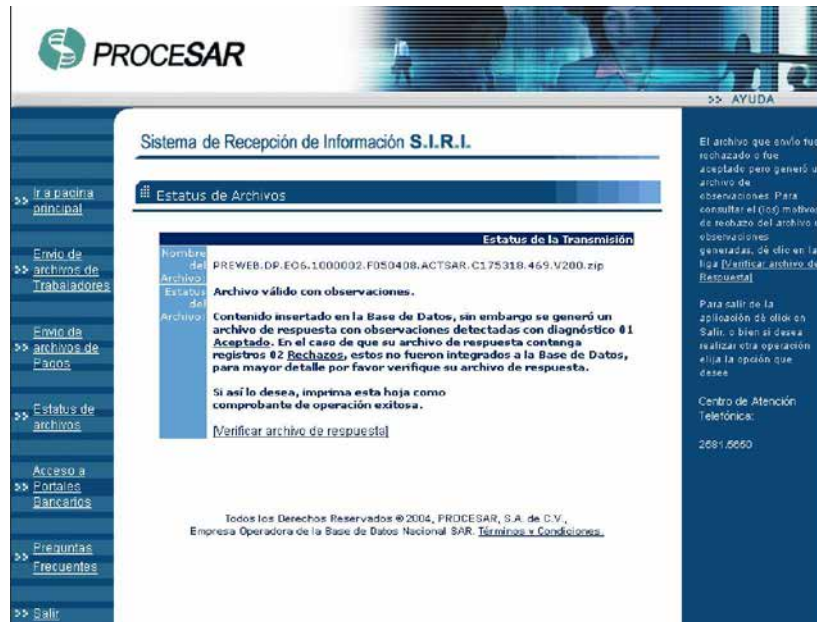 PROCESAR
>> AYUDA
Sistema de Recepción de Información S.I.R.I.
Estatus de Archivos
>> Ir a pagina
principal
Envio de
>> archivos de
Trabajadores
Envio de
>> archivos de
Pagos
>> Estatus de
archivos
Acceso a
>> Portales
Bancarios
>> Preguntas
Frecuentes
>> Salir
Estatus de la Transmisión
Nombre
del
Archivo:
PREWEB.DP.EO6.1000002.F050408.ACTSAR.C175318.469.V200.zip
Estatus
del
Archivo:
Archivo válido con observaciones.
Contenido insertado en la Base de Datos, sin embargo se generó un
archivo de respuesta con observaciones detectadas con diagnóstico 01
Aceptado. En el caso de que su archivo de respuesta contenga
registros 02 Rechazos, estos no fueron integrados a la Base de Datos,
para mayor detalle por favor verifique su archivo de respuesta.
Si así lo desea, imprima esta hoja como
comprobante de operación exitosa.
[Verificar archivo de respuesta]
Todos los Derechos Reservados ® 2004, PROCESAR, S.A. de C.V.,
Empresa Operadora de la Base de Datos Nacional SAR. Términos y Condiciones.
El archivo que envío fue
rechazado o fue
aceptado pero generó u
archivo de
observaciones. Para
consultar el (los) motivos
de rechazo del archivo
observaciones
generadas, dé clic en la
liga [Verificar archivo de
Respuesta]
Para salir de la
aplicación dé click en
Salir, o bien si desea
realizar otra operación
elija la opción que
desee
Centro de Atención
Telefónica:
2681.5650